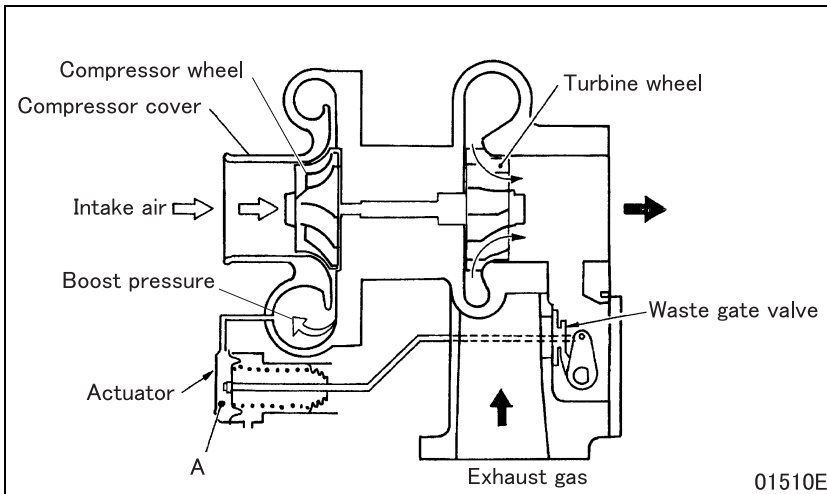 Compressor wheel
Compressor cover
Turbine wheel
Intake air
Boost pressure
Waste gate valve
Actuator
A
Exhaust gas
01510E